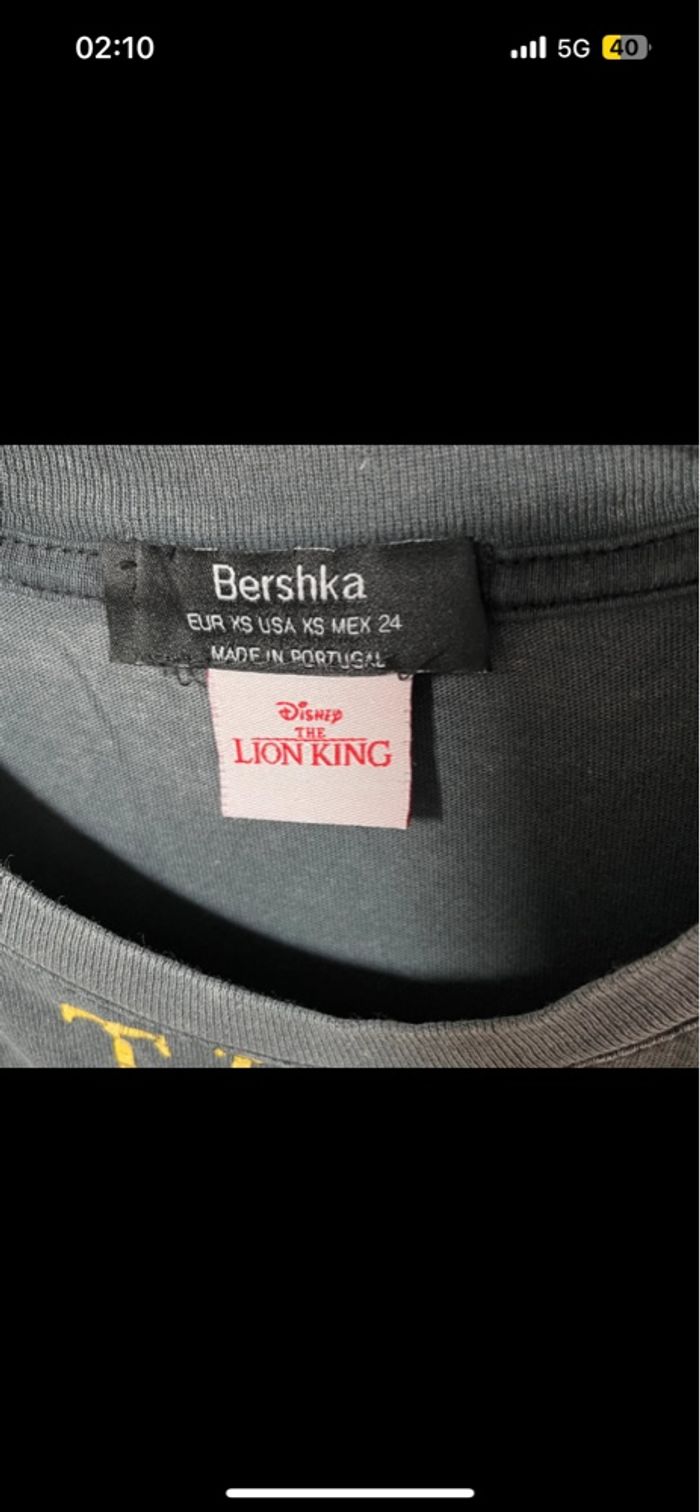 02:10 5G 40
Bershka
EUR XS USA XS MEX 24
MADE IN PORTUGAL
Disney
THE
LION KING